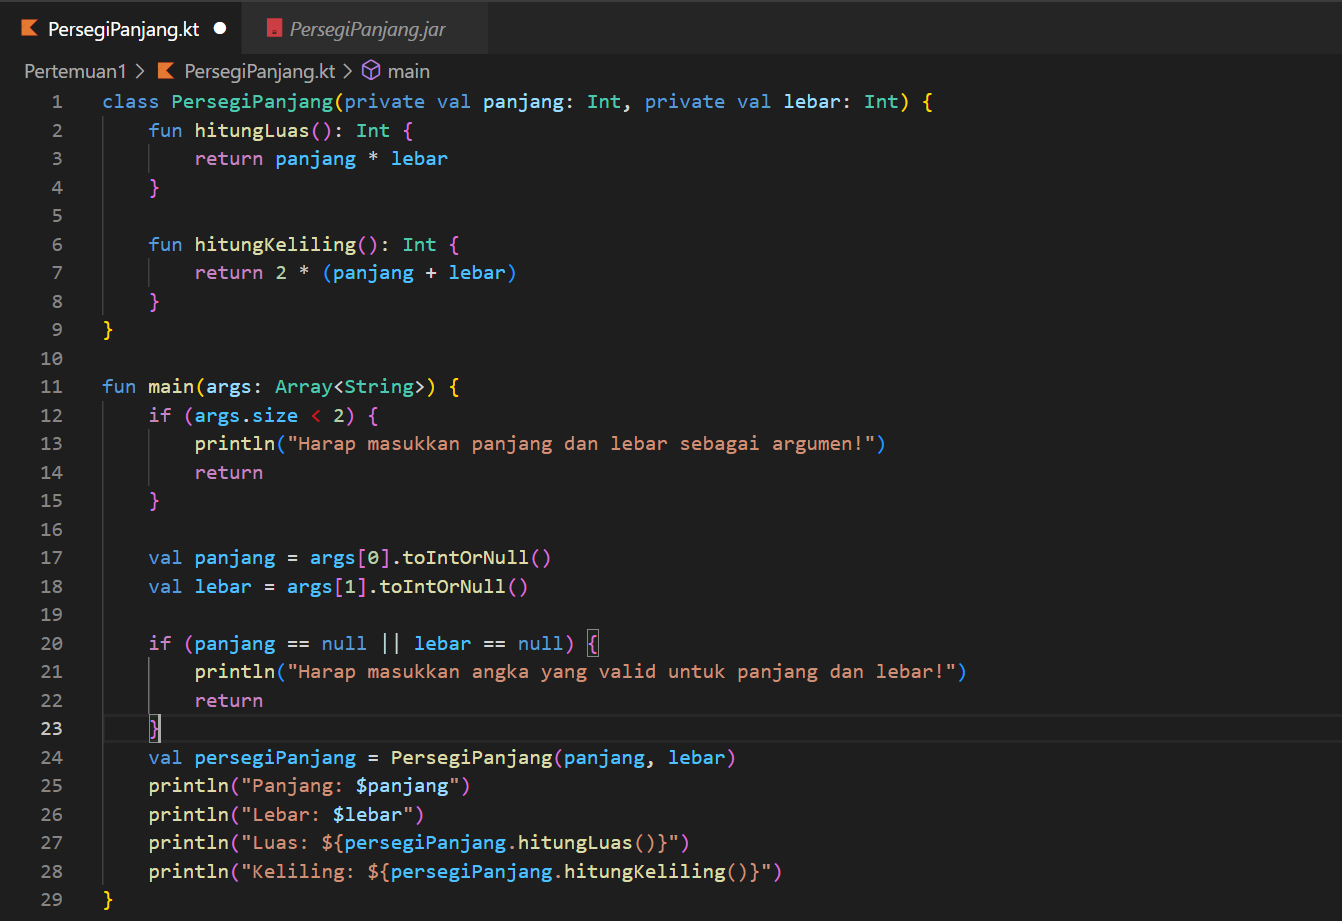 PersegiPanjang.kt PersegiPanjang.jar
Pertemuan1 > PersegiPanjang.kt > main
1 class PersegiPanjang(private val panjang: Int, private val lebar: Int) {
2     fun hitungLuas(): Int {
3         return panjang * lebar
4     }
5
6     fun hitungKeliling(): Int {
7         return 2 * (panjang + lebar)
8     }
9 }
10
11 fun main(args: Array<String>) {
12     if (args.size < 2) {
13         println("Harap masukkan panjang dan lebar sebagai argumen!")
14         return
15     }
16
17     val panjang = args[0].toIntOrNull()
18     val lebar = args[1].toIntOrNull()
19
20     if (panjang == null || lebar == null) {
21         println("Harap masukkan angka yang valid untuk panjang dan lebar!")
22         return
23     }
24     val persegiPanjang = PersegiPanjang(panjang, lebar)
25     println("Panjang: $panjang")
26     println("Lebar: $lebar")
27     println("Luas: ${persegiPanjang.hitungLuas()}")
28     println("Keliling: ${persegiPanjang.hitungKeliling()}")
29 }